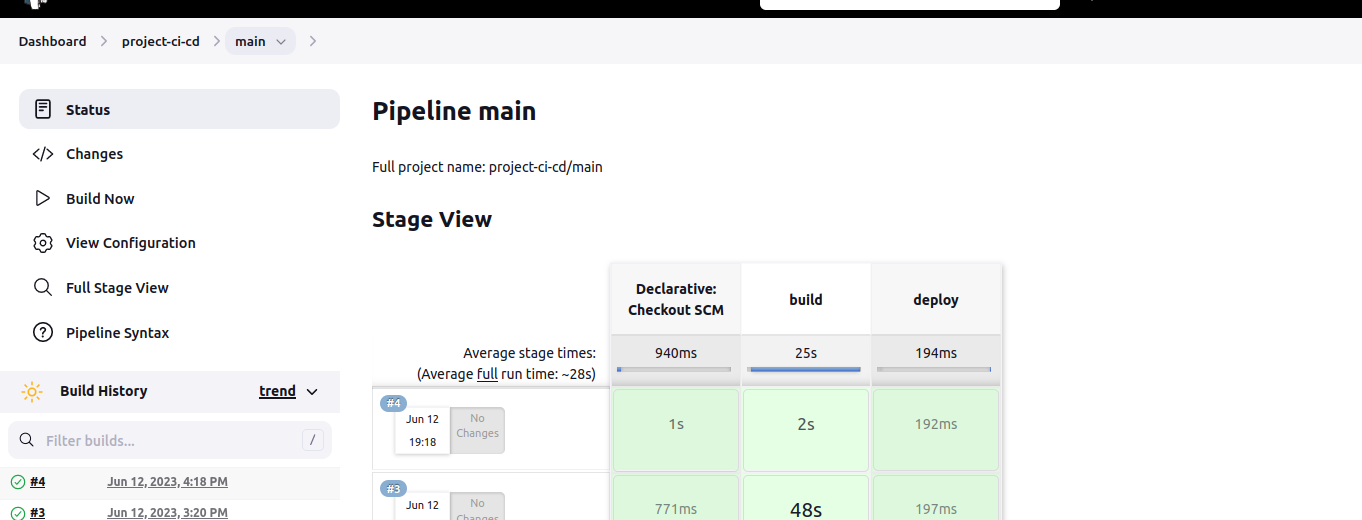 Dashboard project-ci-cd main
Status
Changes
Build Now
View Configuration
Full Stage View
Pipeline Syntax
Build History trend
Filter builds... /
#4 Jun 12, 2023, 4:18 PM
#3 Jun 12, 2023, 3:20 PM
Pipeline main
Full project name: project-ci-cd/main
Stage View
Declarative:
Checkout SCM
build
deploy
Average stage times:
(Average full run time: ~28s)
940ms
25s
194ms
#4
Jun 12
19:18
No
Changes
1s
2s
192ms
#3
Jun 12
No
Changes
771ms
48s
197ms